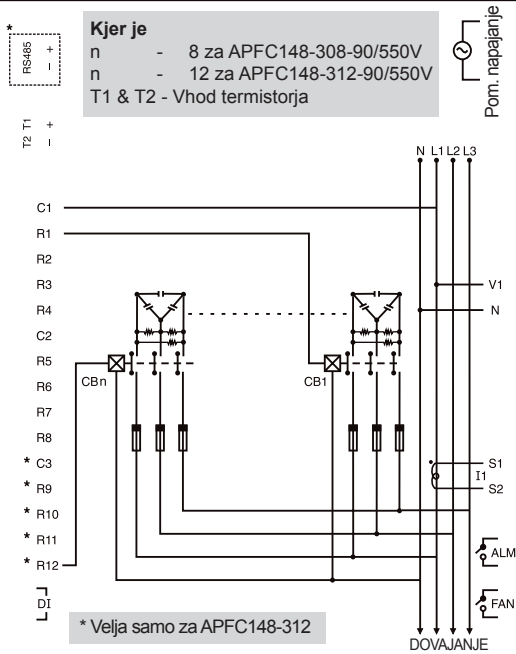 *
RS485 + –
Kjer je
n - 8 za APFC148-308-90/550V
n - 12 za APFC148-312-90/550V
T1 & T2 - Vhod termistorja
Pom. napajanje
T2 T1 + –
N L1 L2 L3
C1
R1
R2
R3
V1
R4
N
C2
R5
CBn
CB1
R6
R7
R8
* C3
S1
I1
* R9
S2
* R10
* R11
ALM
* R12
DI
FAN
* Velja samo za APFC148-312
DOVAJANJE